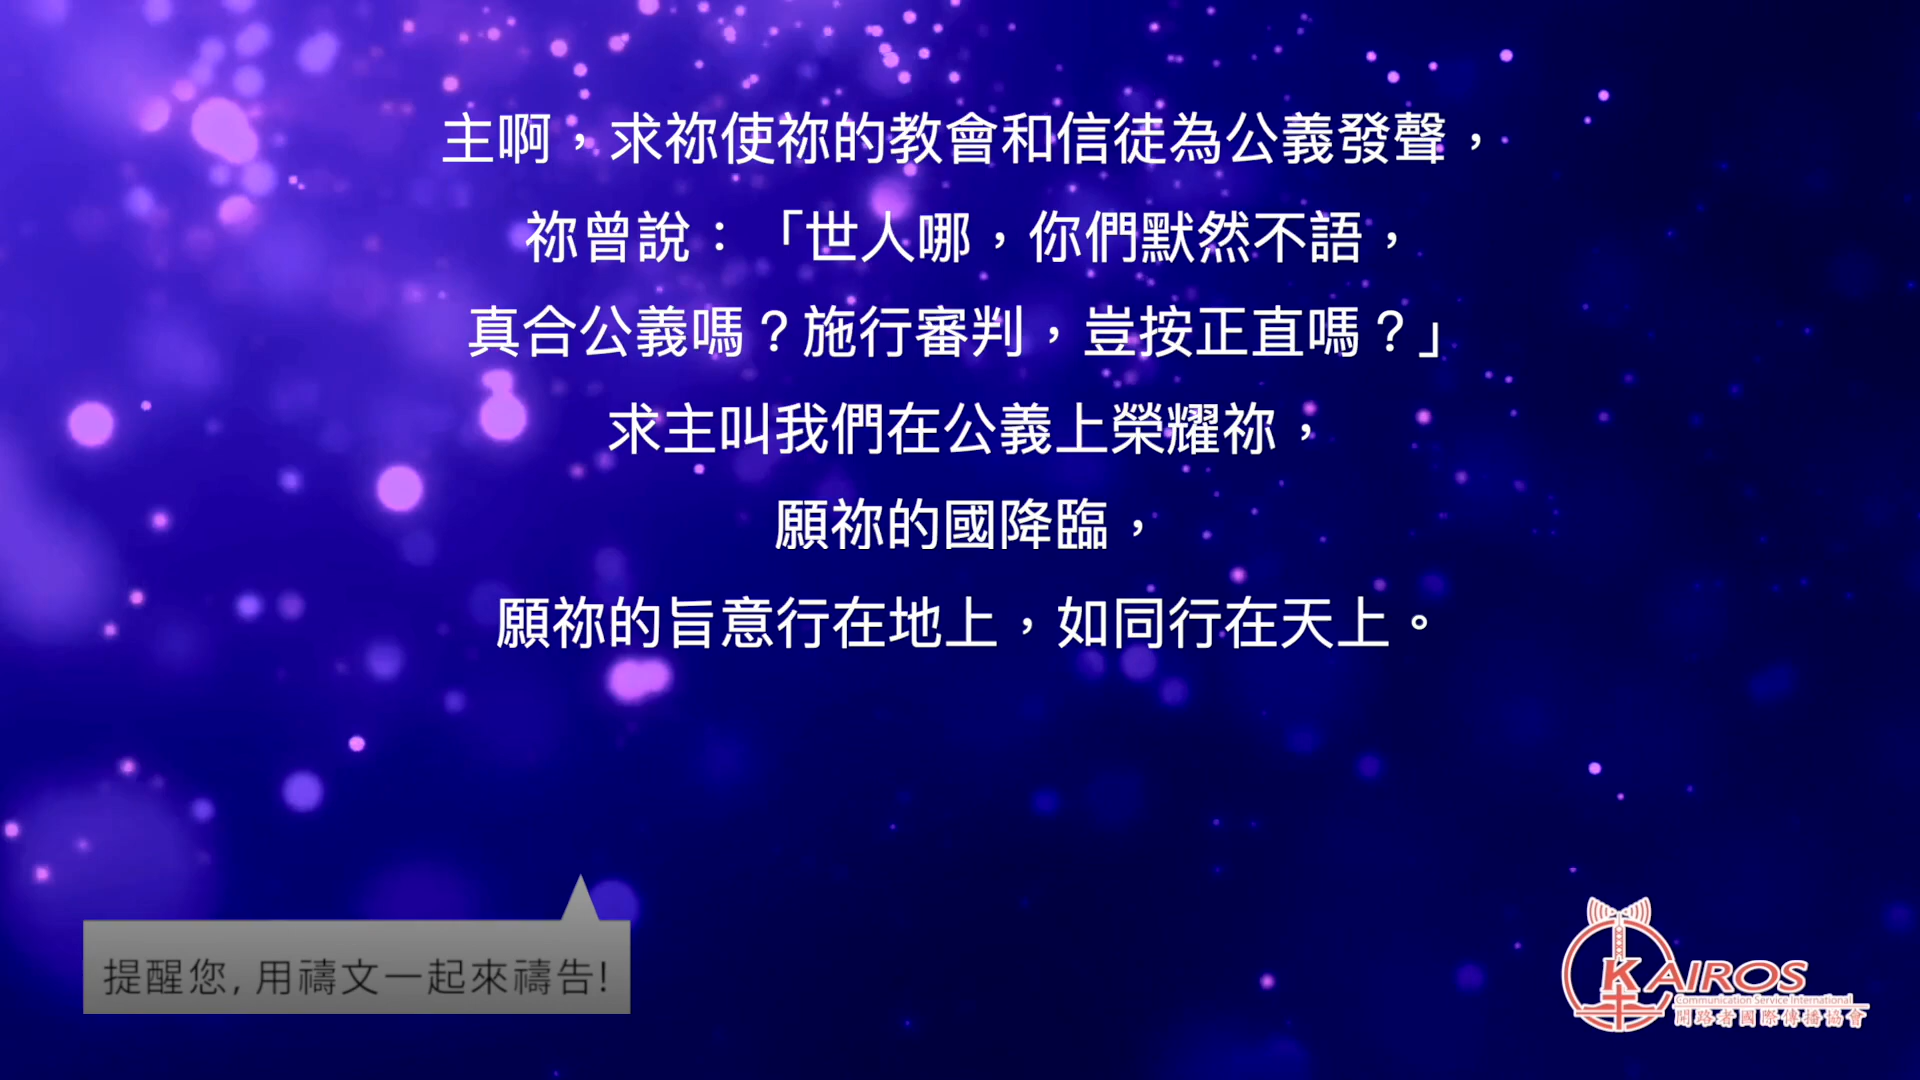 主啊，求祢使祢的教會和信徒為公義發聲，
祢曾說：「世人哪，你們默然不語，
真合公義嗎？施行審判，豈按正直嗎？」
求主叫我們在公義上榮耀祢，
願祢的國降臨，
願祢的旨意行在地上，如同行在天上。
提醒您, 用禱文一起來禱告!
KAIROS
Communication Service International
開路者國際傳播協會